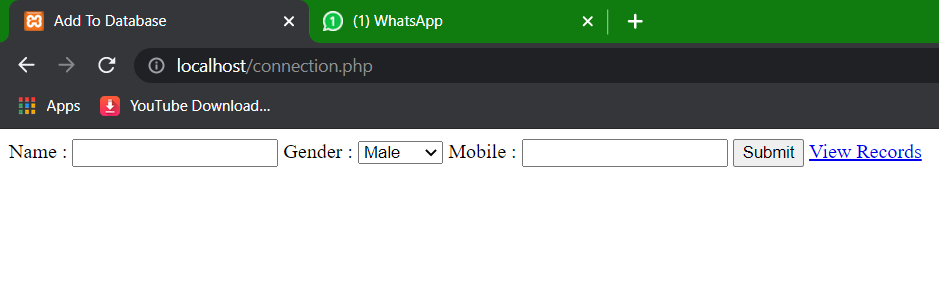 Add To Database (1) WhatsApp
localhost/connection.php
Apps YouTube Download...
Name : Gender : Male Mobile : Submit View Records